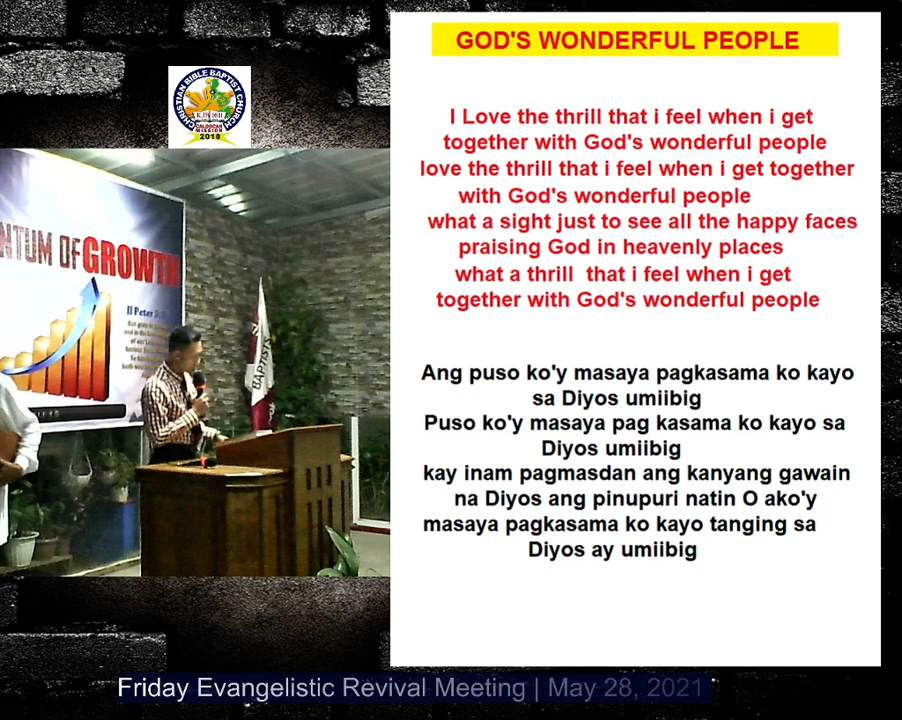 GOD'S WONDERFUL PEOPLE
I Love the thrill that i feel when i get
together with God's wonderful people
love the thrill that i feel when i get together
with God's wonderful people
what a sight just to see all the happy faces
praising God in heavenly places
what a thrill that i feel when i get
together with God's wonderful people
Ang puso ko'y masaya pagkasama ko kayo
sa Diyos umiibig
Puso ko'y masaya pag kasama ko kayo sa
Diyos umiibig
kay inam pagmasdan ang kanyang gawain
na Diyos ang pinupuri natin O ako'y
masaya pagkasama ko kayo tanging sa
Diyos ay umiibig
CHRISTIAN BIBLE BAPTIST CHURCH
CALOOCAN
MISSION
2018
NTUM OF GROWTH
II Peter
BAPTIST
Friday Evangelistic Revival Meeting | May 28, 2021